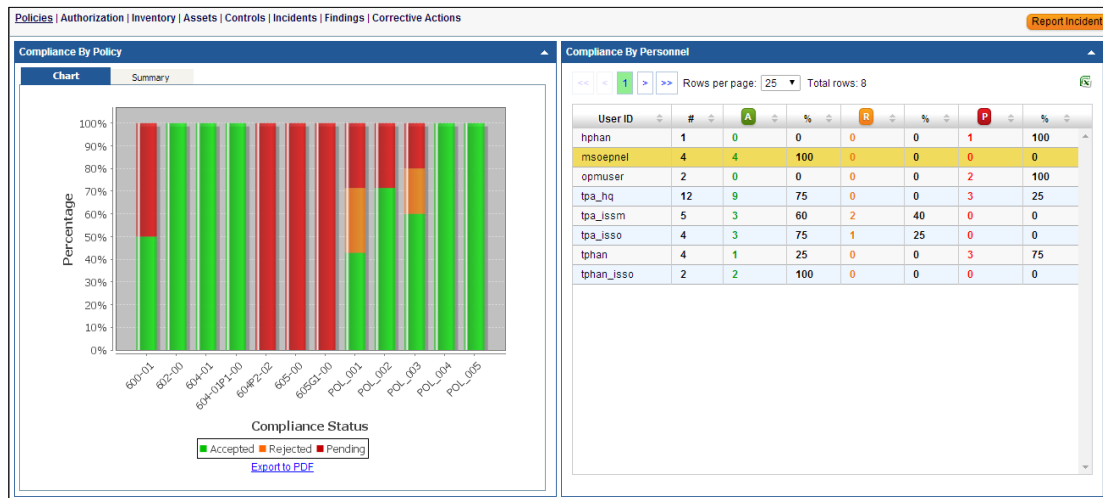 Policies | Authorization | Inventory | Assets | Controls | Incidents | Findings | Corrective Actions
Report Incident
Compliance By Policy
Chart Summary
100%
90%
80%
70%
60%
50%
40%
30%
20%
10%
0%
Percentage
600-01 602-00 604-01 604-01P1-00 604P2-02 605-00 605G1-00 POL_001 POL_002 POL_003 POL_004 POL_005
Compliance Status
Accepted Rejected Pending
Export to PDF
Compliance By Personnel
<< < 1 > >> Rows per page: 25 Total rows: 8
User ID # A % R % P %
hphan 1 0 0 0 0 1 100
msoepnel 4 4 100 0 0 0 0
opmuser 2 0 0 0 0 2 100
tpa_hq 12 9 75 0 0 3 25
tpa_issm 5 3 60 2 40 0 0
tpa_isso 4 3 75 1 25 0 0
tphan 4 1 25 0 0 3 75
tphan_isso 2 2 100 0 0 0 0